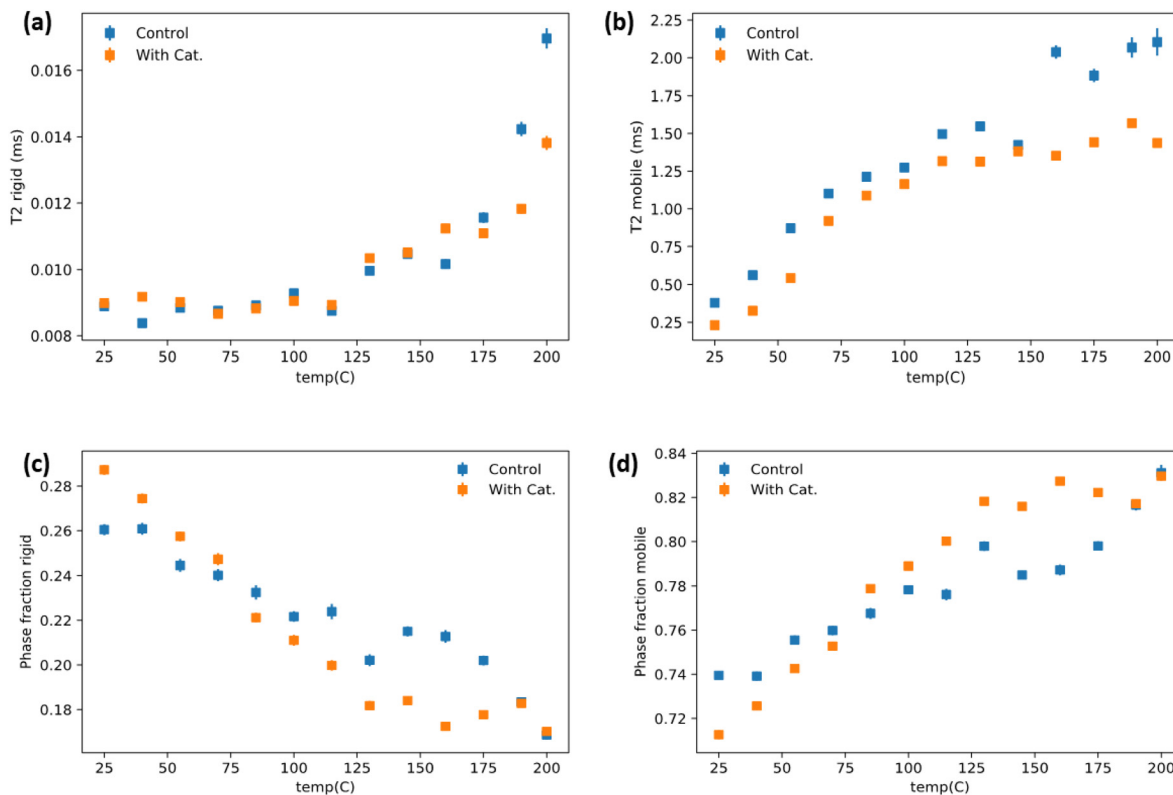 (a)
Control
With Cat.
0.016
0.014
0.012
0.010
0.008
T2 rigid (ms)
25 50 75 100 125 150 175 200
temp(C)
(b)
Control
With Cat.
2.25
2.00
1.75
1.50
1.25
1.00
0.75
0.50
0.25
T2 mobile (ms)
25 50 75 100 125 150 175 200
temp(C)
(c)
Control
With Cat.
0.28
0.26
0.24
0.22
0.20
0.18
Phase fraction rigid
25 50 75 100 125 150 175 200
temp(C)
(d)
Control
With Cat.
0.84
0.82
0.80
0.78
0.76
0.74
0.72
Phase fraction mobile
25 50 75 100 125 150 175 200
temp(C)